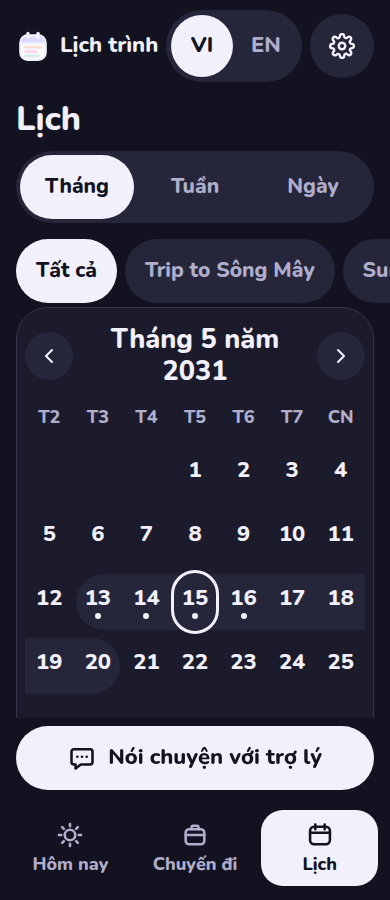 Lịch trình VI EN
Lịch
Tháng Tuần Ngày
Tất cả Trip to Sông Mây
Tháng 5 năm
2031
T2 T3 T4 T5 T6 T7 CN
1 2 3 4
5 6 7 8 9 10 11
12 13 14 15 16 17 18
19 20 21 22 23 24 25
Nói chuyện với trợ lý
Hôm nay Chuyến đi Lịch